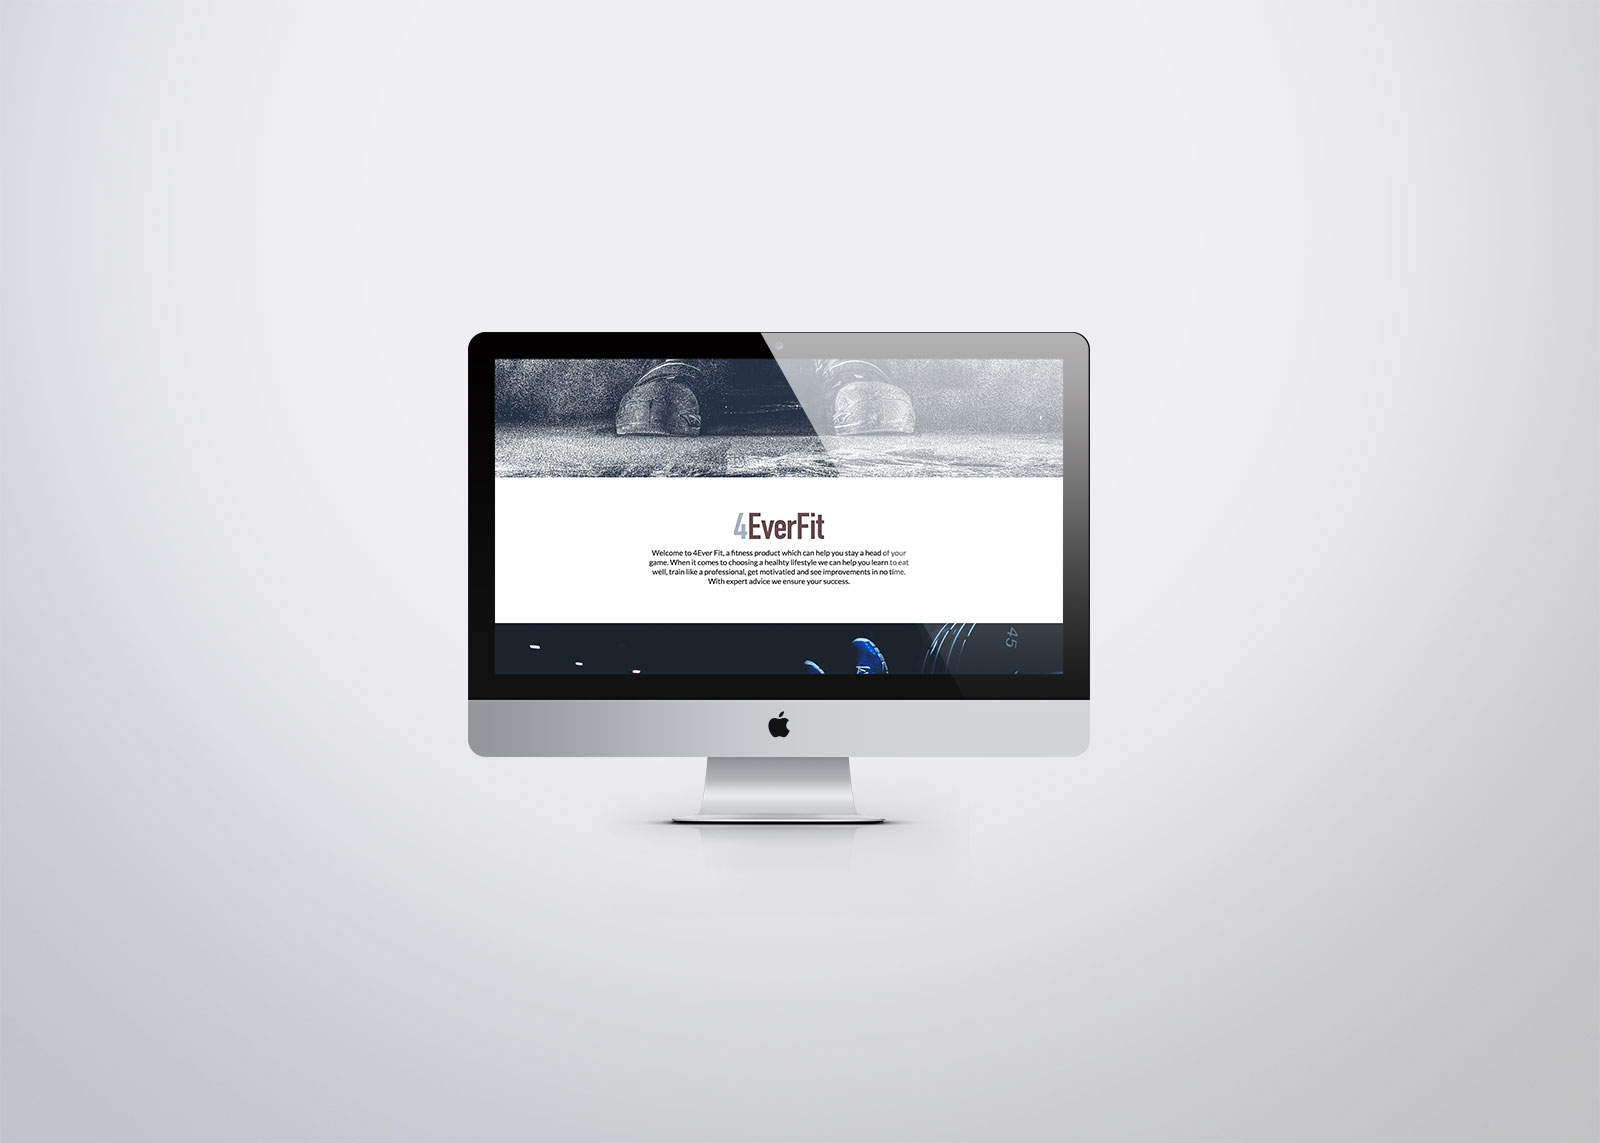 4EverFit
Welcome to 4Ever Fit, a fitness product which can help you stay a head of your
game. When it comes to choosing a healhty lifestyle we can help you learn to eat
well, train like a professional, get motivatied and see improvements in no time.
With expert advice we ensure your success.
45